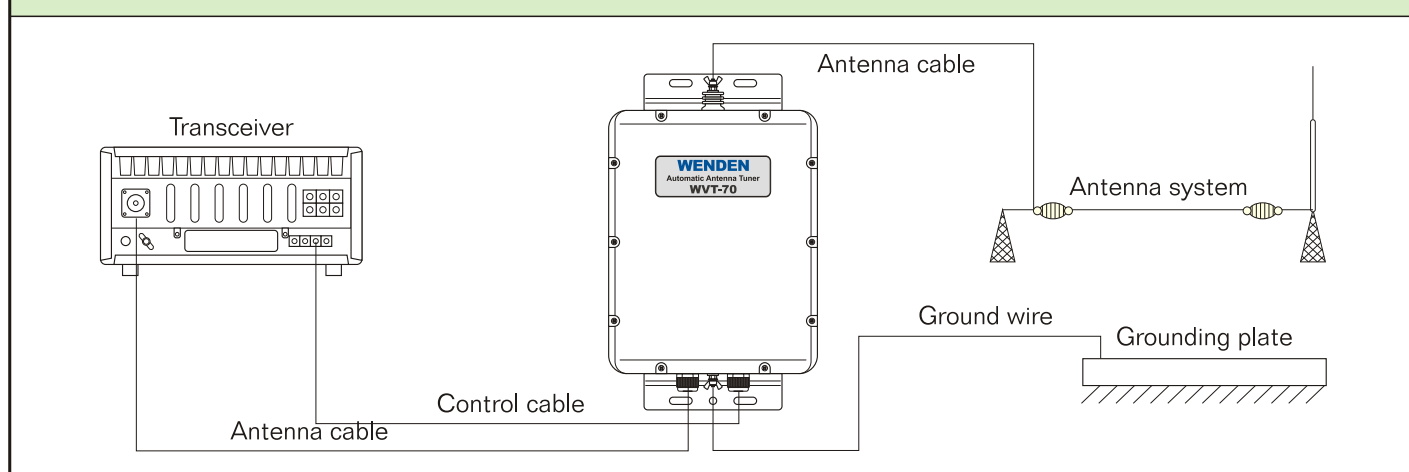 Antenna cable
Transceiver
WENDEN
Automatic Antenna Tuner
WVT-70
Antenna system
Ground wire
Grounding plate
Control cable
Antenna cable